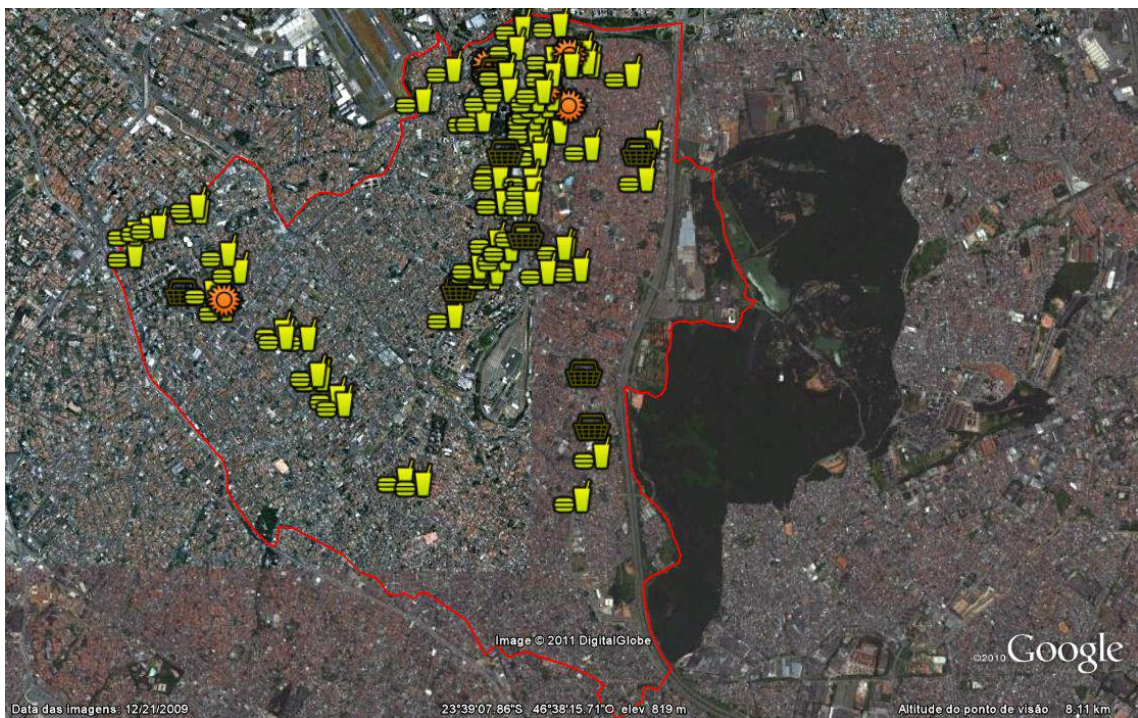 Image © 2011 DigitalGlobe
©2010 Google
Data das imagens: 12/21/2009
23°39'07.86"S 46°38'15.71"O elev 819 m
Altitude do ponto de visão 8.11 km